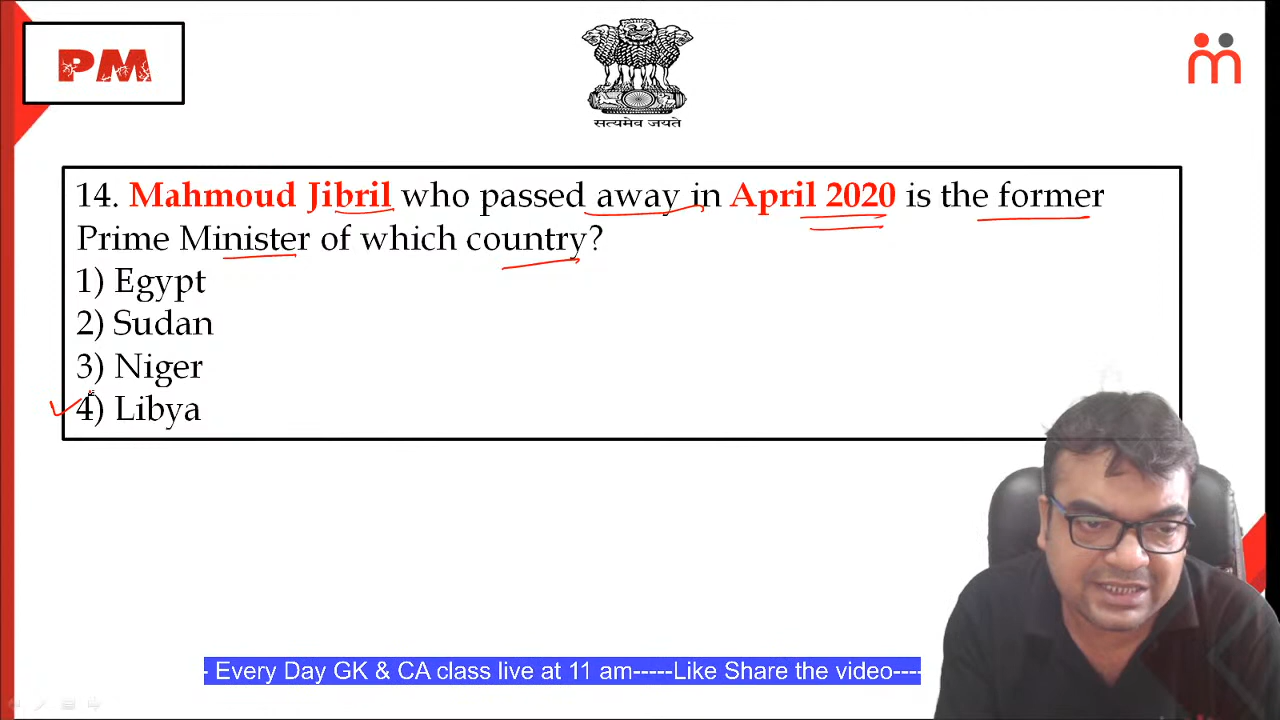 PM
सत्यमेव जयते
14. Mahmoud Jibril who passed away in April 2020 is the former
Prime Minister of which country?
1) Egypt
2) Sudan
3) Niger
4) Libya
- Every Day GK & CA class live at 11 am-----Like Share the video----